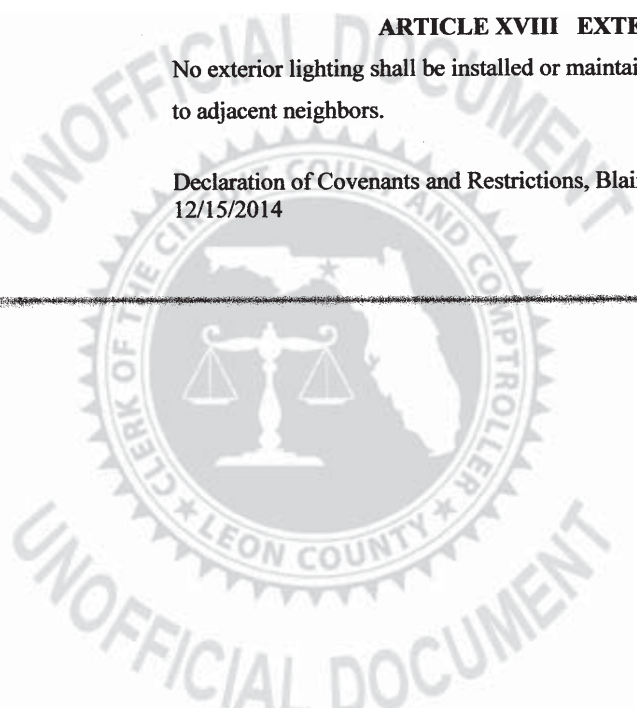 ARTICLE XVIII EXTE
No exterior lighting shall be installed or maintai
to adjacent neighbors.
Declaration of Covenants and Restrictions, Blai
12/15/2014
UNOFFICIAL DOCUMENT
CLERK OF THE CIRCUIT COURT AND COMPTROLLER
LEON COUNTY
UNOFFICIAL DOCUMENT